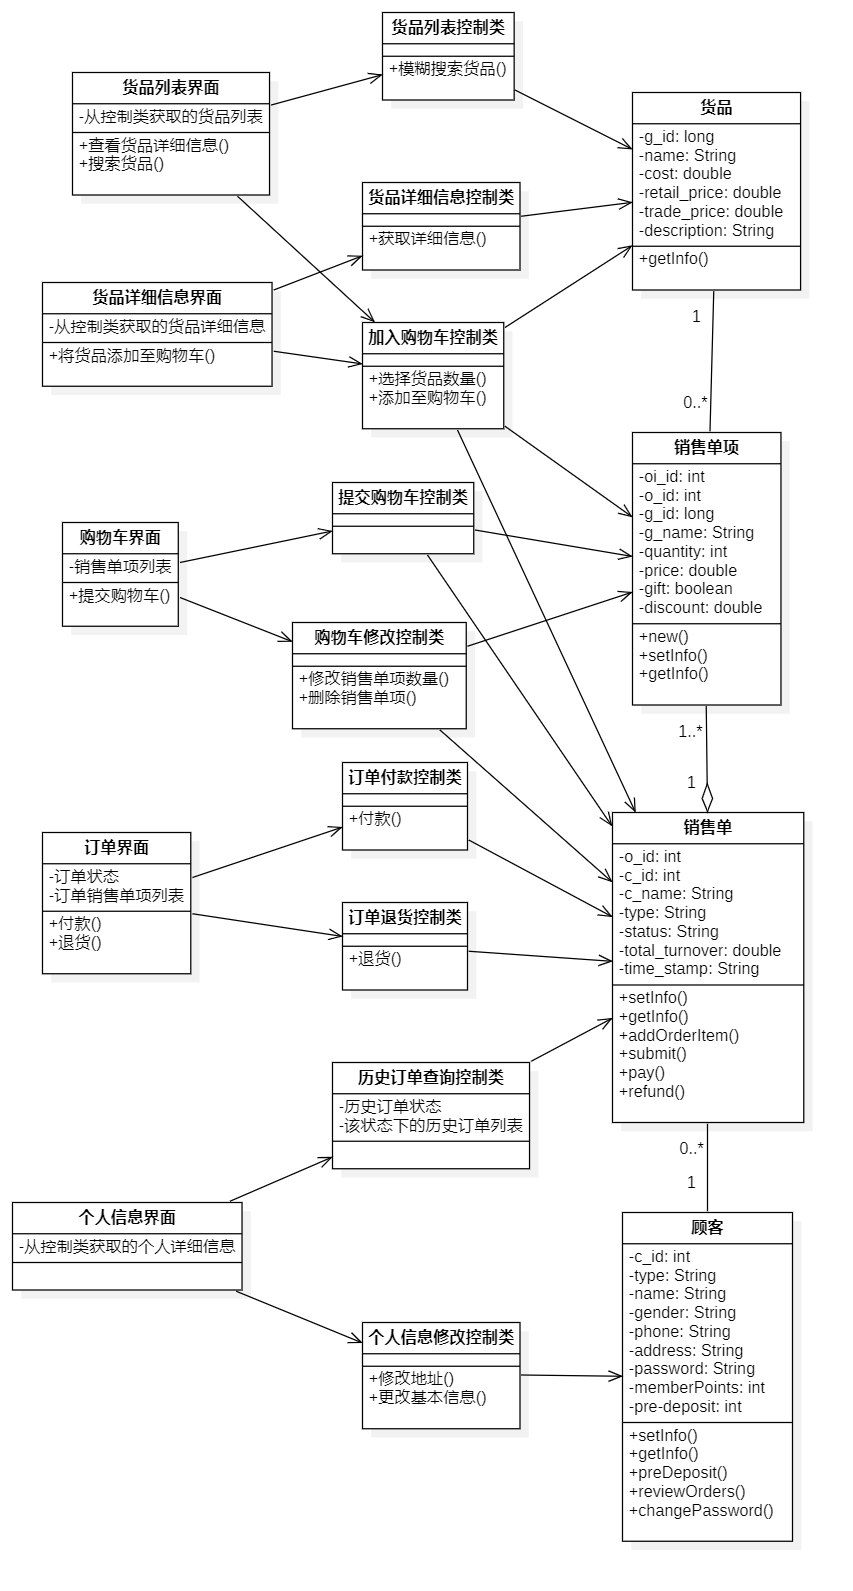 货品列表控制类
+模糊搜索货品()
货品列表界面
-从控制类获取的货品列表
+查看货品详细信息()
+搜索货品()
货品
-g_id: long
-name: String
-cost: double
-retail_price: double
-trade_price: double
-description: String
+getInfo()
货品详细信息控制类
+获取详细信息()
货品详细信息界面
-从控制类获取的货品详细信息
+将货品添加至购物车()
加入购物车控制类
+选择货品数量()
+添加至购物车()
1
0..*
销售单项
-oi_id: int
-o_id: int
-g_id: long
-g_name: String
-quantity: int
-price: double
-gift: boolean
-discount: double
+new()
+setInfo()
+getInfo()
提交购物车控制类
购物车界面
-销售单项列表
+提交购物车()
购物车修改控制类
+修改销售单项数量()
+删除销售单项()
1..*
1
订单付款控制类
+付款()
订单界面
-订单状态
-订单销售单项列表
+付款()
+退货()
订单退货控制类
+退货()
销售单
-o_id: int
-c_id: int
-c_name: String
-type: String
-status: String
-total_turnover: double
-time_stamp: String
+setInfo()
+getInfo()
+addOrderItem()
+submit()
+pay()
+refund()
历史订单查询控制类
-历史订单状态
-该状态下的历史订单列表
0..*
1
个人信息界面
-从控制类获取的个人详细信息
个人信息修改控制类
+修改地址()
+更改基本信息()
顾客
-c_id: int
-type: String
-name: String
-gender: String
-phone: String
-address: String
-password: String
-memberPoints: int
-pre-deposit: int
+setInfo()
+getInfo()
+preDeposit()
+reviewOrders()
+changePassword()